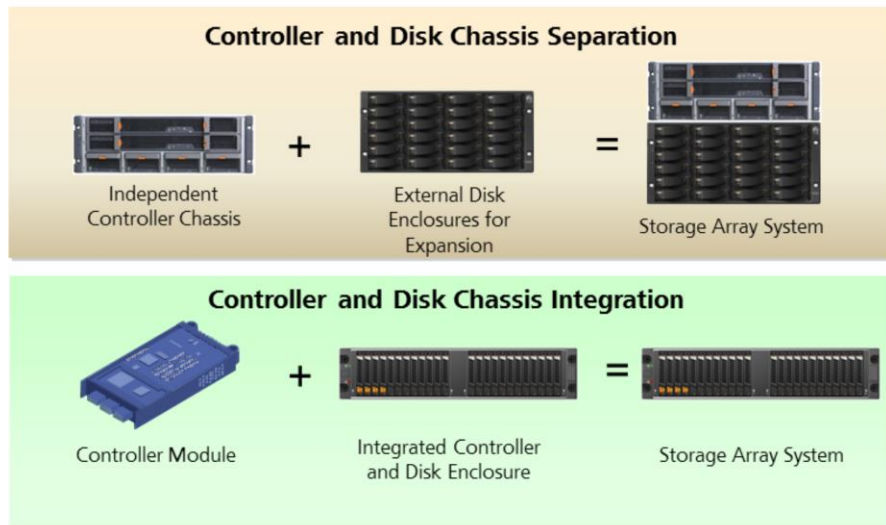 Controller and Disk Chassis Separation
+
=
Independent
Controller Chassis
External Disk
Enclosures for
Expansion
Storage Array System
Controller and Disk Chassis Integration
+
=
Controller Module
Integrated Controller
and Disk Enclosure
Storage Array System